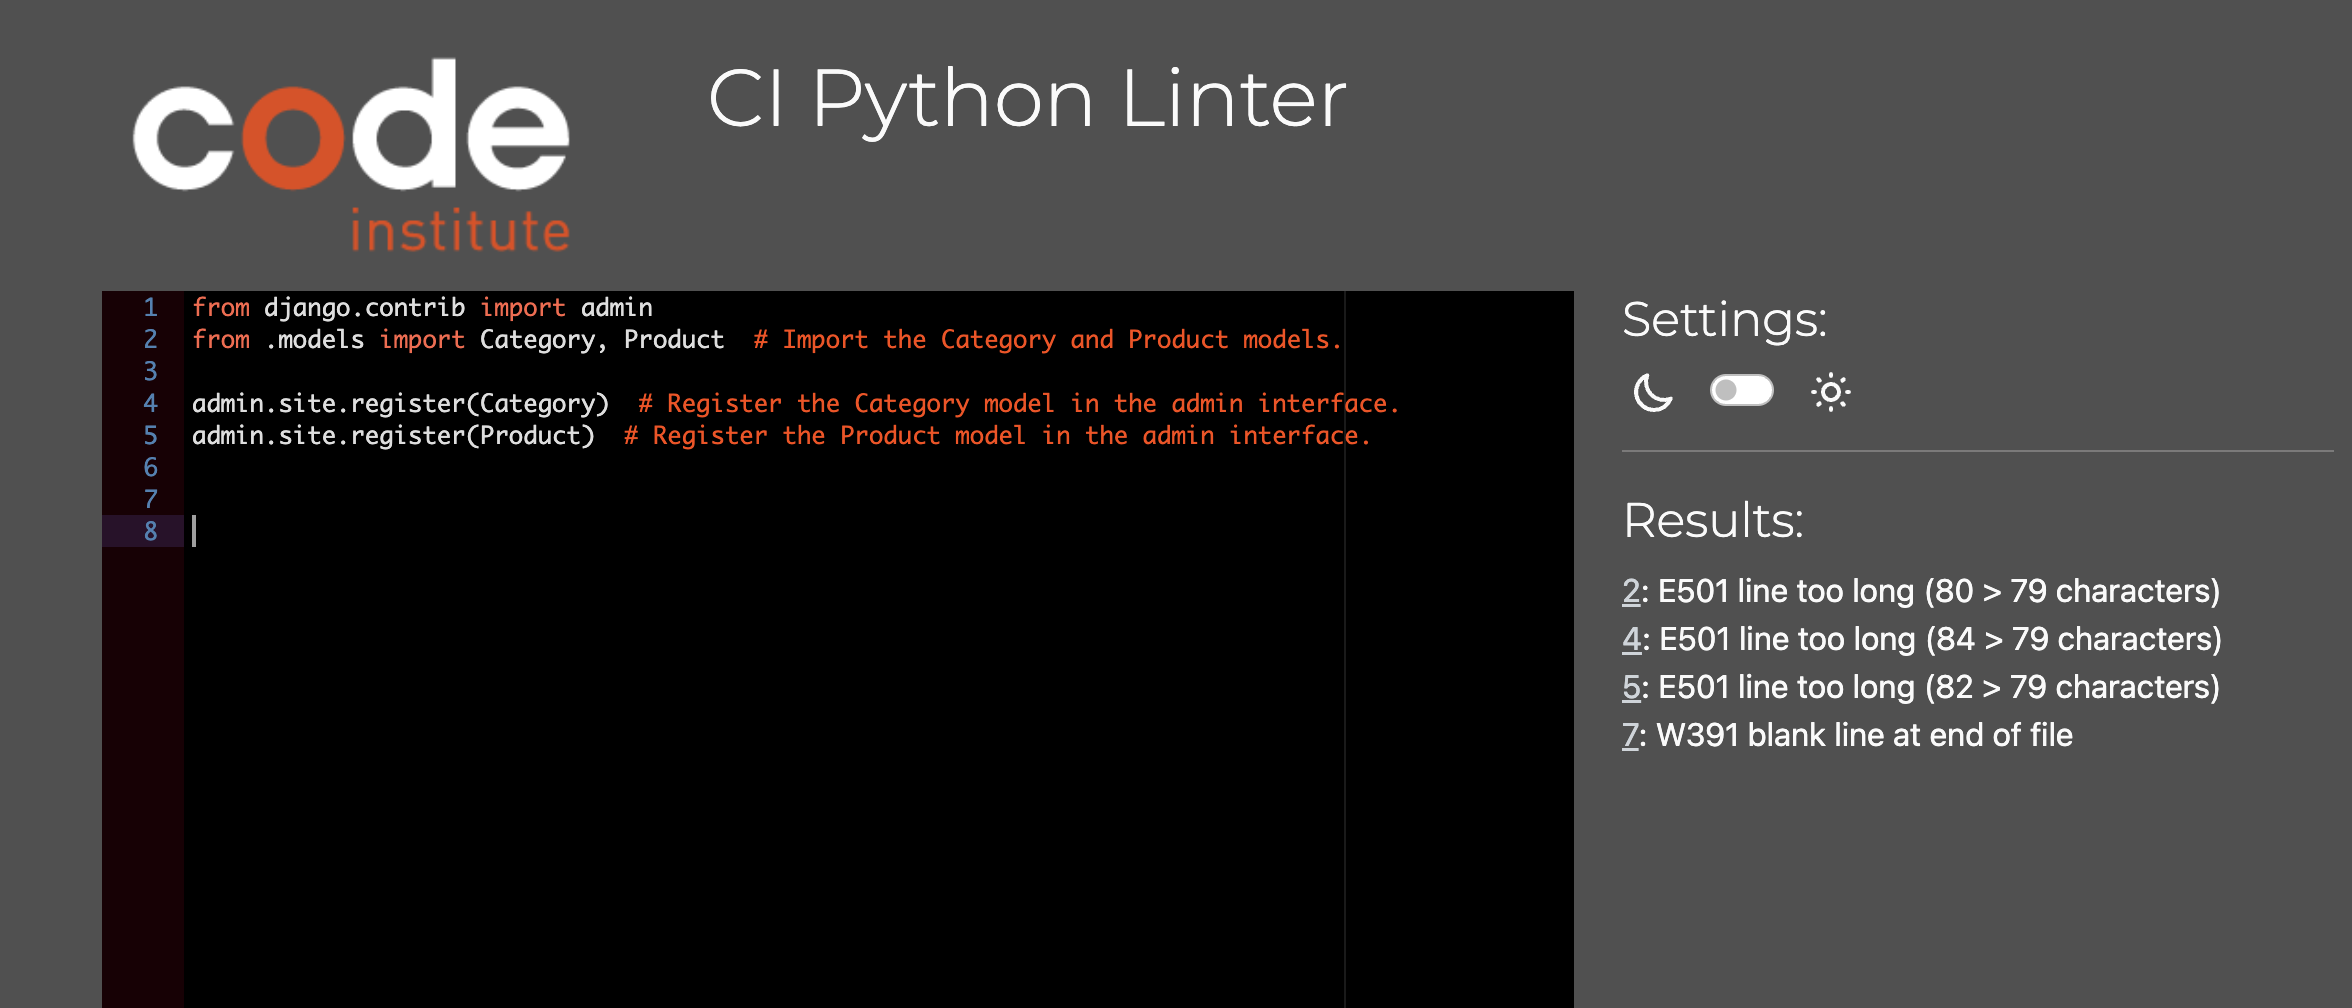 code
institute
CI Python Linter
1 from django.contrib import admin
2 from .models import Category, Product  # Import the Category and Product models.
3
4 admin.site.register(Category)  # Register the Category model in the admin interface.
5 admin.site.register(Product)  # Register the Product model in the admin interface.
6
7
8
Settings:
Results:
2: E501 line too long (80 > 79 characters)
4: E501 line too long (84 > 79 characters)
5: E501 line too long (82 > 79 characters)
7: W391 blank line at end of file